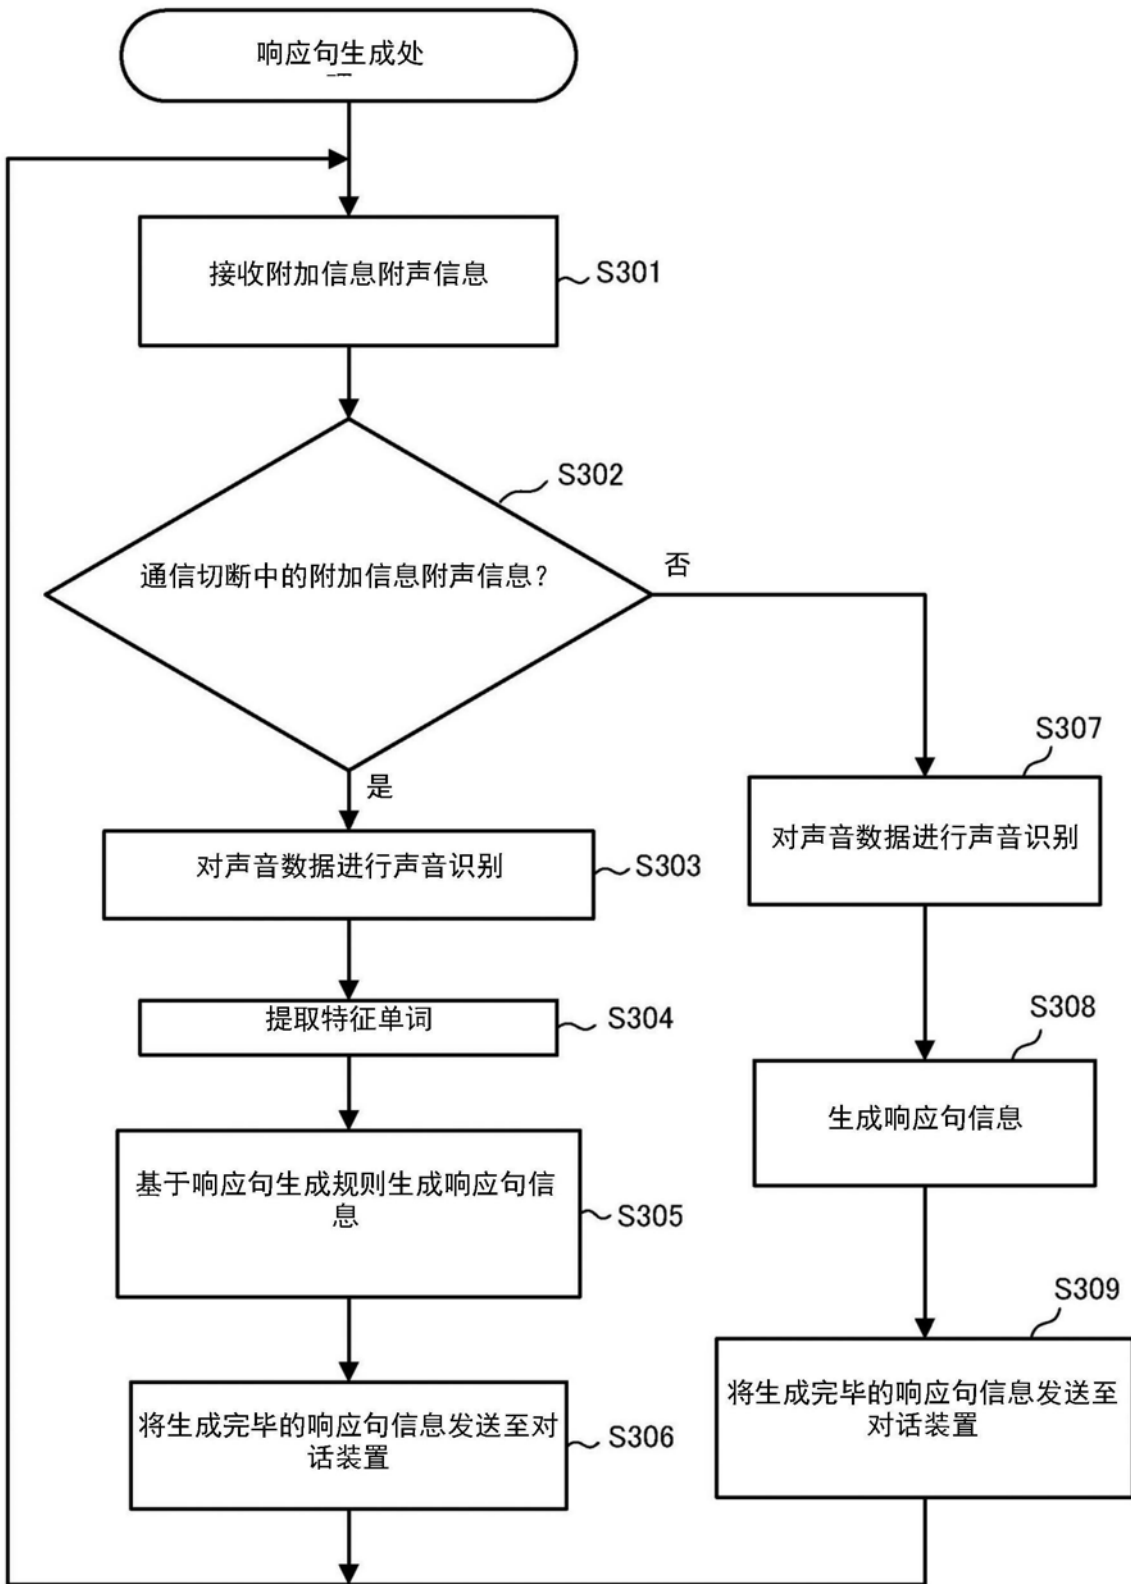 响应句生成处
接收附加信息附声信息
S301
S302
通信切断中的附加信息附声信息？
否
是
对声音数据进行声音识别
S303
提取特征单词
S304
基于响应句生成规则生成响应句信
息
S305
将生成完毕的响应句信息发送至对
话装置
S306
S307
对声音数据进行声音识别
S308
生成响应句信息
S309
将生成完毕的响应句信息发送至
对话装置